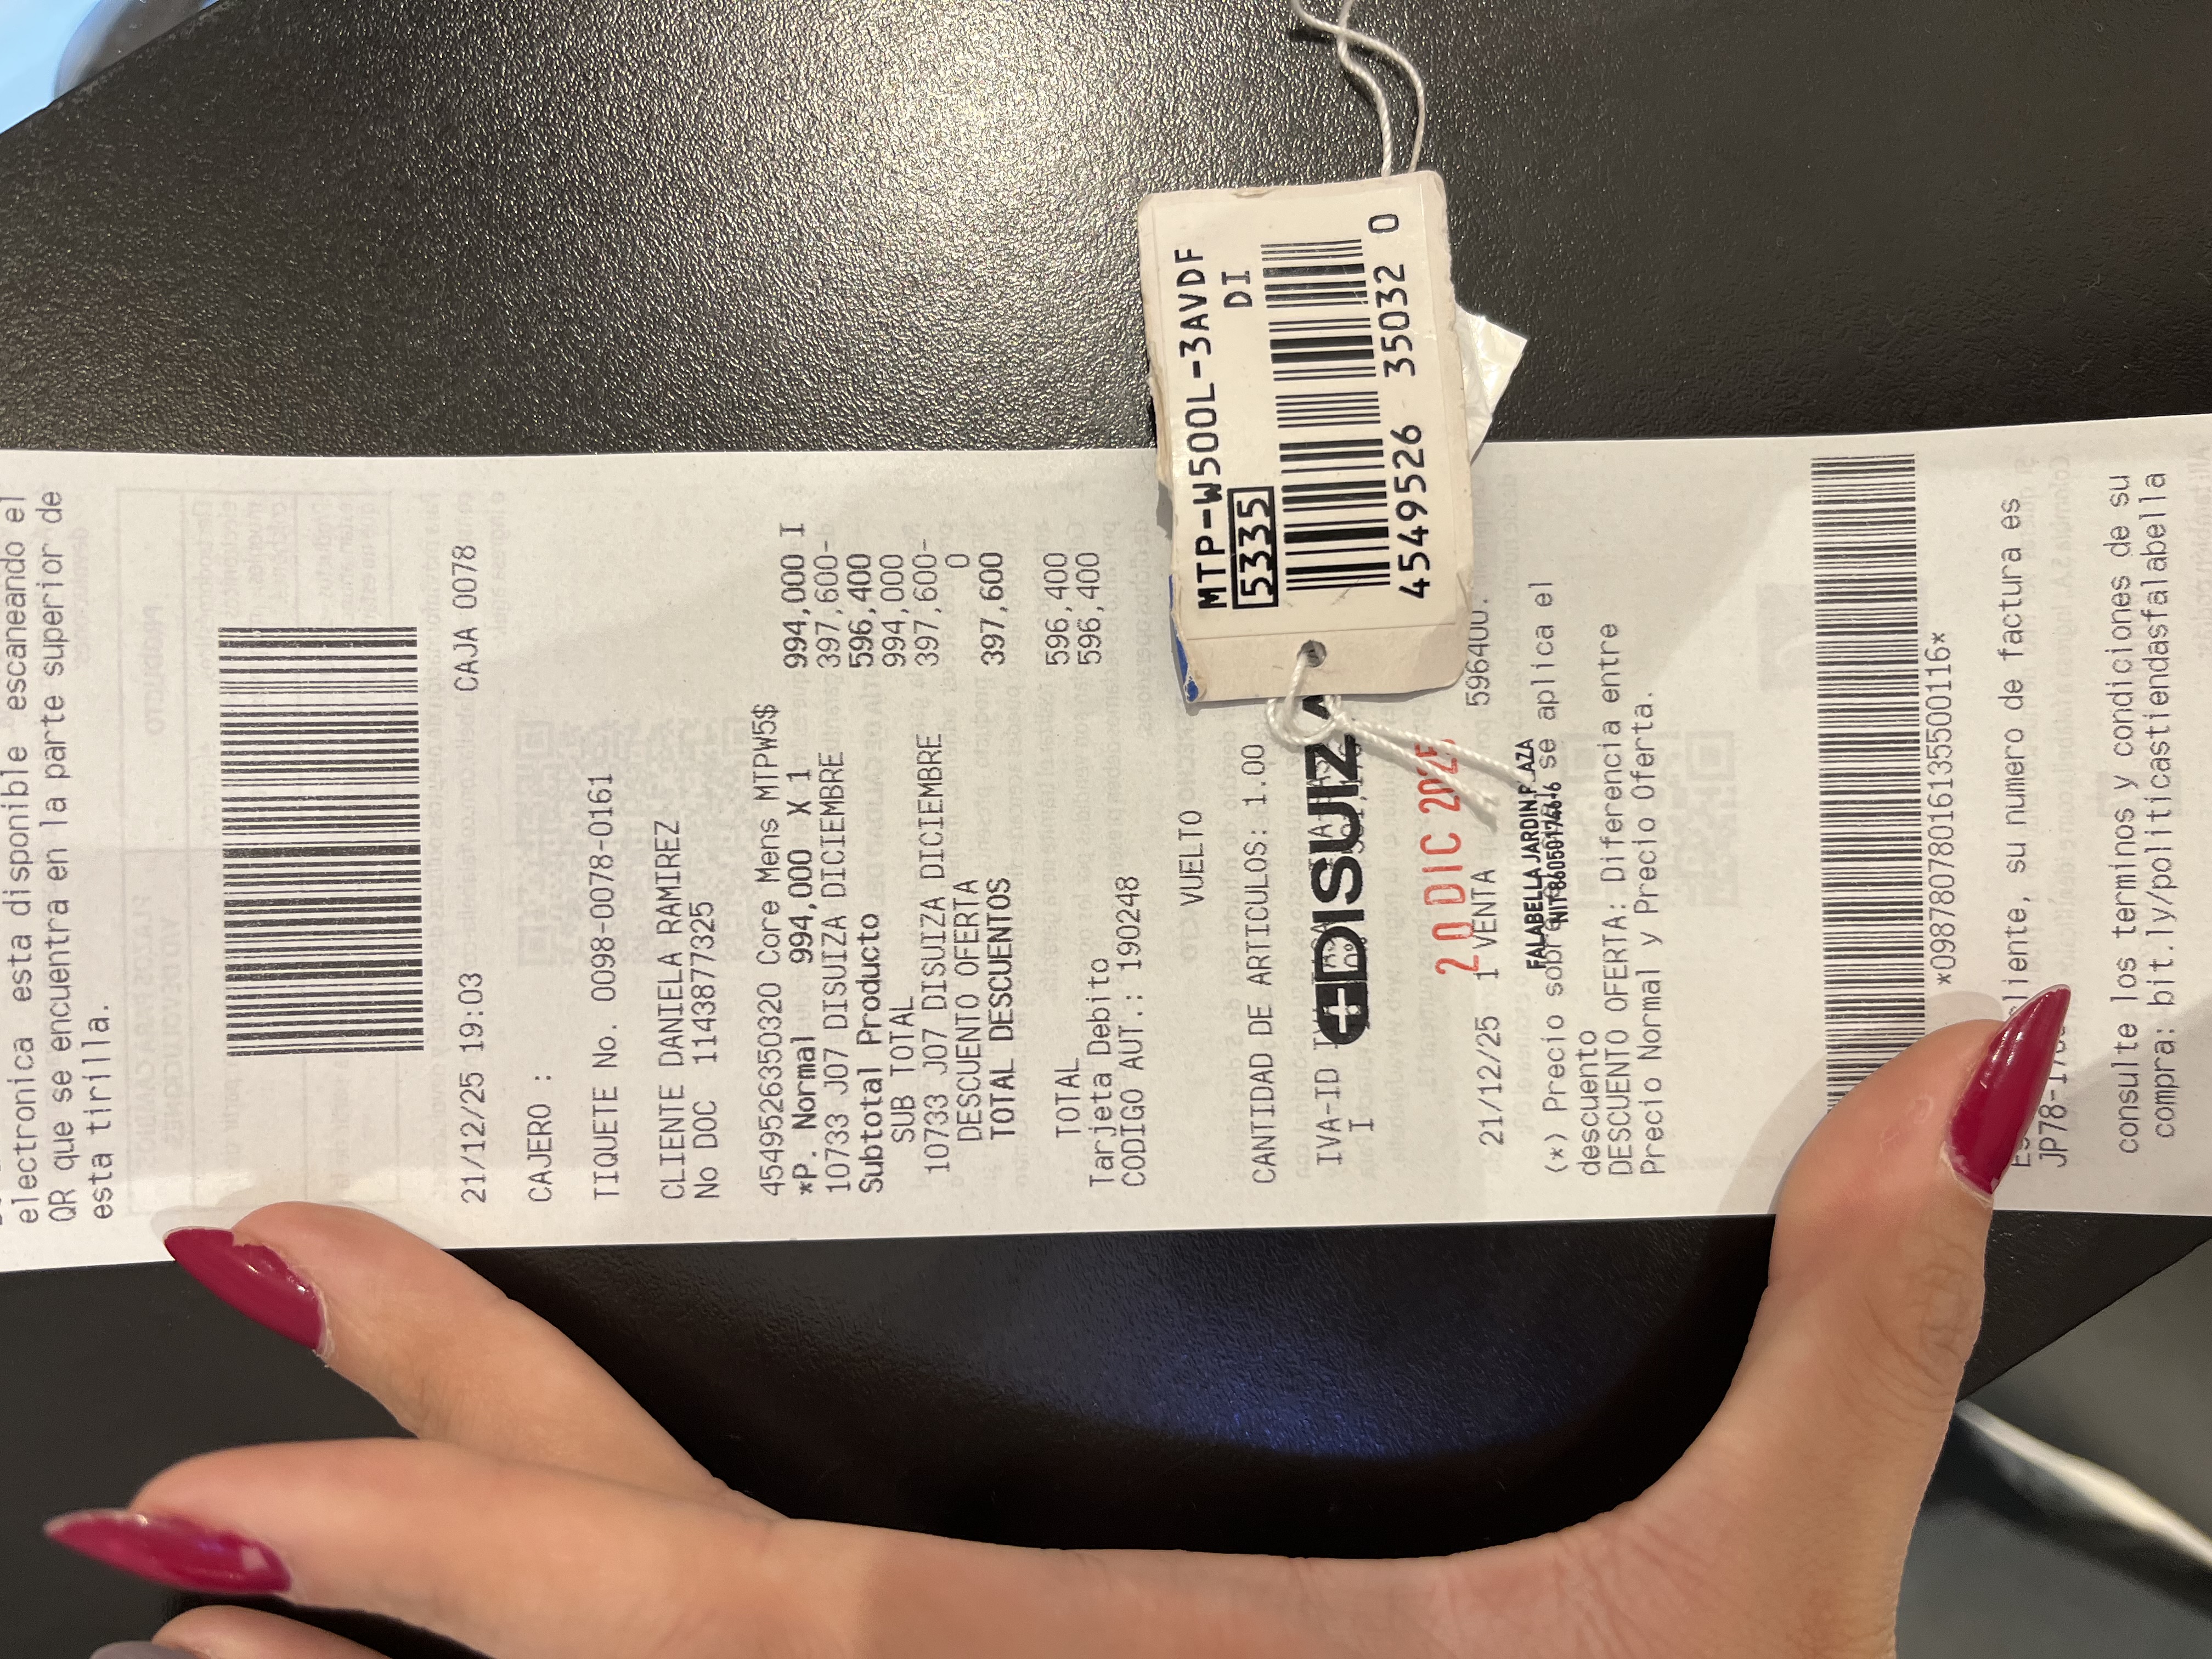 electronica esta disponible escaneando el
QR que se encuentra en la parte superior de
esta tirilla.
21/12/25 19:03 CAJA 0078
CAJERO :
TIQUETE No. 0098-0078-0161
CLIENTE DANIELA RAMIREZ
No DOC 1143877325
4549526350320 Core Mens MTPW5$
*P. Normal 994,000 X 1 994,000 I
10733 J07 DISUIZA DICIEMBRE 397,600-
Subtotal Producto 596,400
SUB TOTAL 994,000
10733 J07 DISUIZA DICIEMBRE 397,600-
DESCUENTO OFERTA 0
TOTAL DESCUENTOS 397,600
TOTAL 596,400
Tarjeta Debito 596,400
CODIGO AUT.: 190248
VUELTO
CANTIDAD DE ARTICULOS: 1.00
IVA-ID
I
DISUIZA
20 DIC
21/12/25 1 VENTA 596400.
FALABELLA JARDIN PLAZA
(*) Precio sobre se aplica el
descuento
DESCUENTO OFERTA: Diferencia entre
Precio Normal y Precio Oferta.
*09878078016135500116*
su numero de factura es
consulte los terminos y condiciones de su
compra: bit.ly/politicastiendasfalabella
MTP-W500L-3AVDF
5335 DI
4549526 35032 0